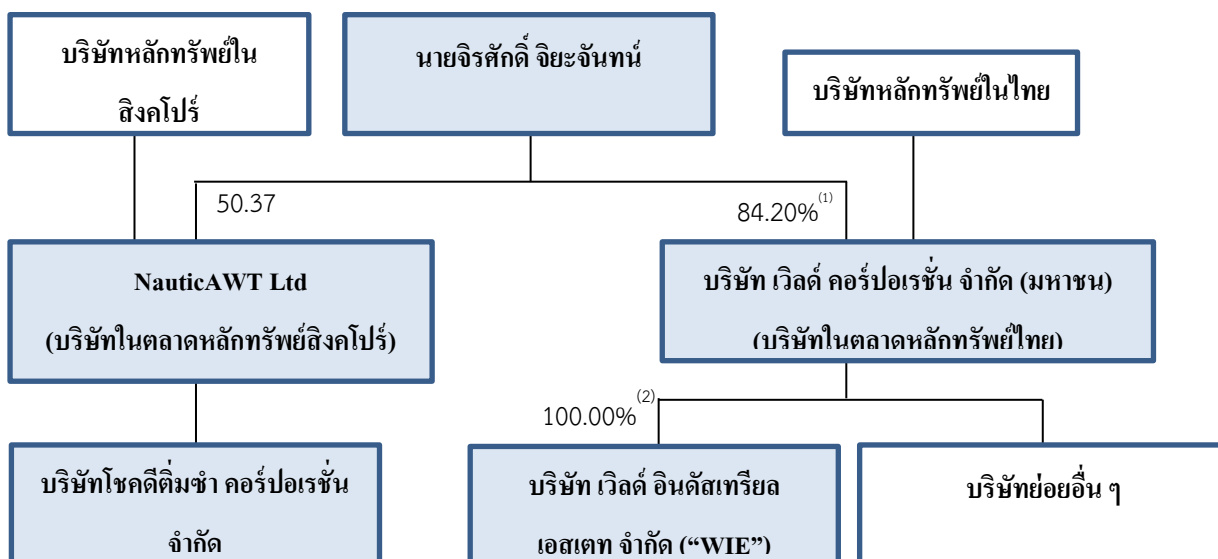 บริษัทหลักทรัพย์ใน
สิงคโปร์
นายจิรศักดิ์ จิยะจันทน์
บริษัทหลักทรัพย์ในไทย
50.37
84.20%⁽¹⁾
NauticAWT Ltd
(บริษัทในตลาดหลักทรัพย์สิงคโปร์)
บริษัท เวิลด์ คอร์ปอเรชั่น จำกัด (มหาชน)
(บริษัทในตลาดหลักทรัพย์ไทย)
100.00%⁽²⁾
บริษัทโชคดีติ่มซำ คอร์ปอเรชั่น
จำกัด
บริษัท เวิลด์ อินดัสเทรียล
เอสเตท จำกัด (“WIE”)
บริษัทย่อยอื่น ๆ